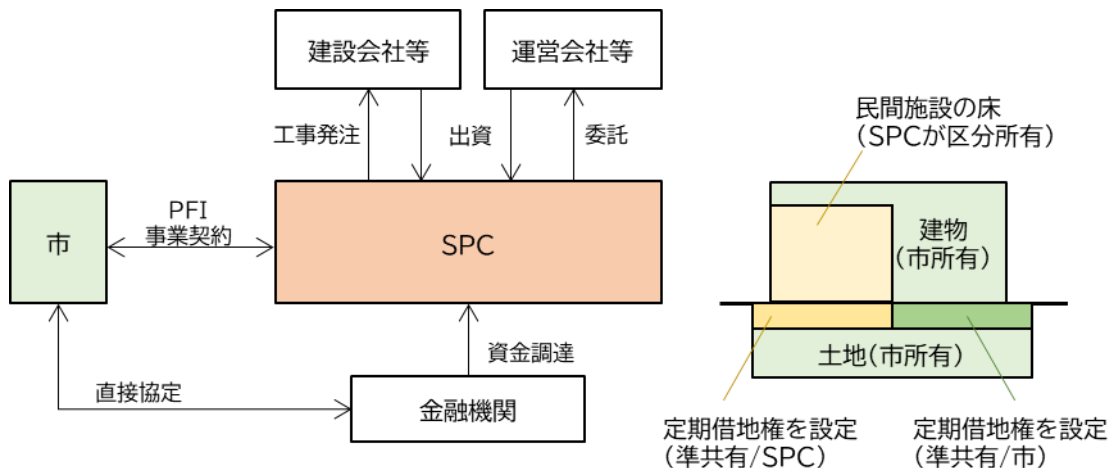 建設会社等
運営会社等
工事発注
出資
委託
市
PFI
事業契約
SPC
資金調達
直接協定
金融機関
民間施設の床
(SPCが区分所有)
建物
(市所有)
土地(市所有)
定期借地権を設定
(準共有/SPC)
定期借地権を設定
(準共有/市)